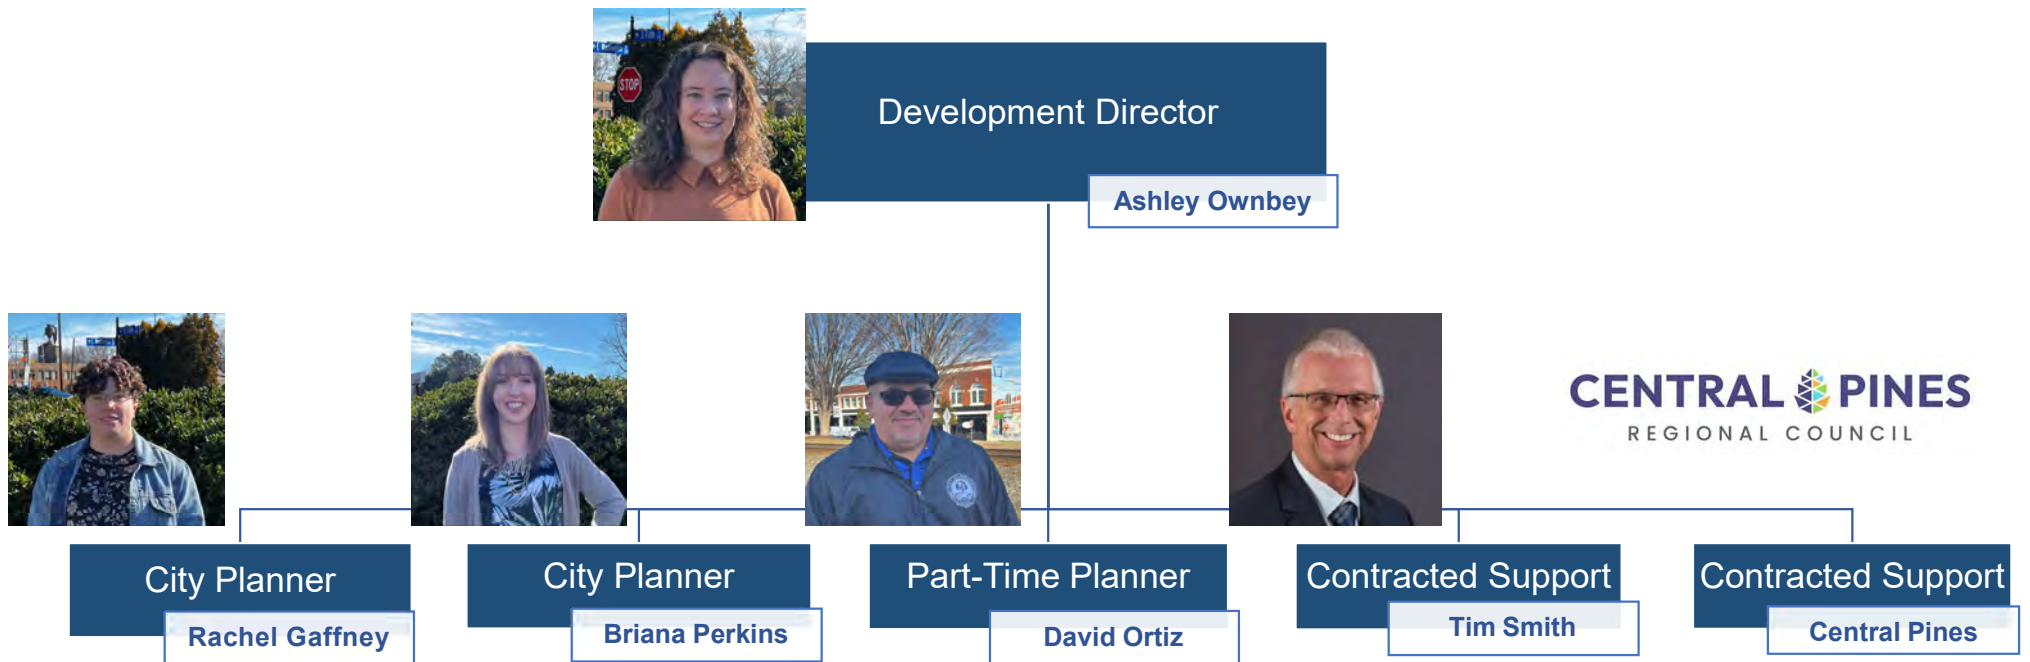 STOP
Development Director
Ashley Ownbey
CENTRAL PINES
REGIONAL COUNCIL
City Planner
Rachel Gaffney
City Planner
Briana Perkins
Part-Time Planner
David Ortiz
Contracted Support
Tim Smith
Contracted Support
Central Pines